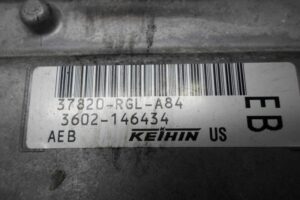 37820-RGL-A84
3602-146434
AEB KEIHIN US
EB